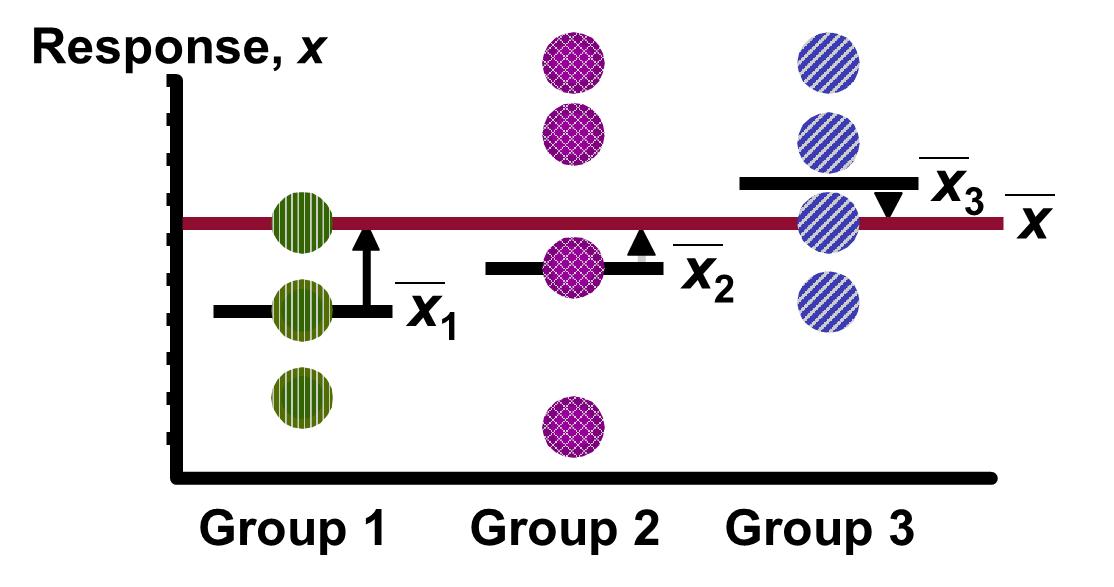 Response, x
x̅₃
x̅
x̅₂
x̅₁
Group 1 Group 2 Group 3